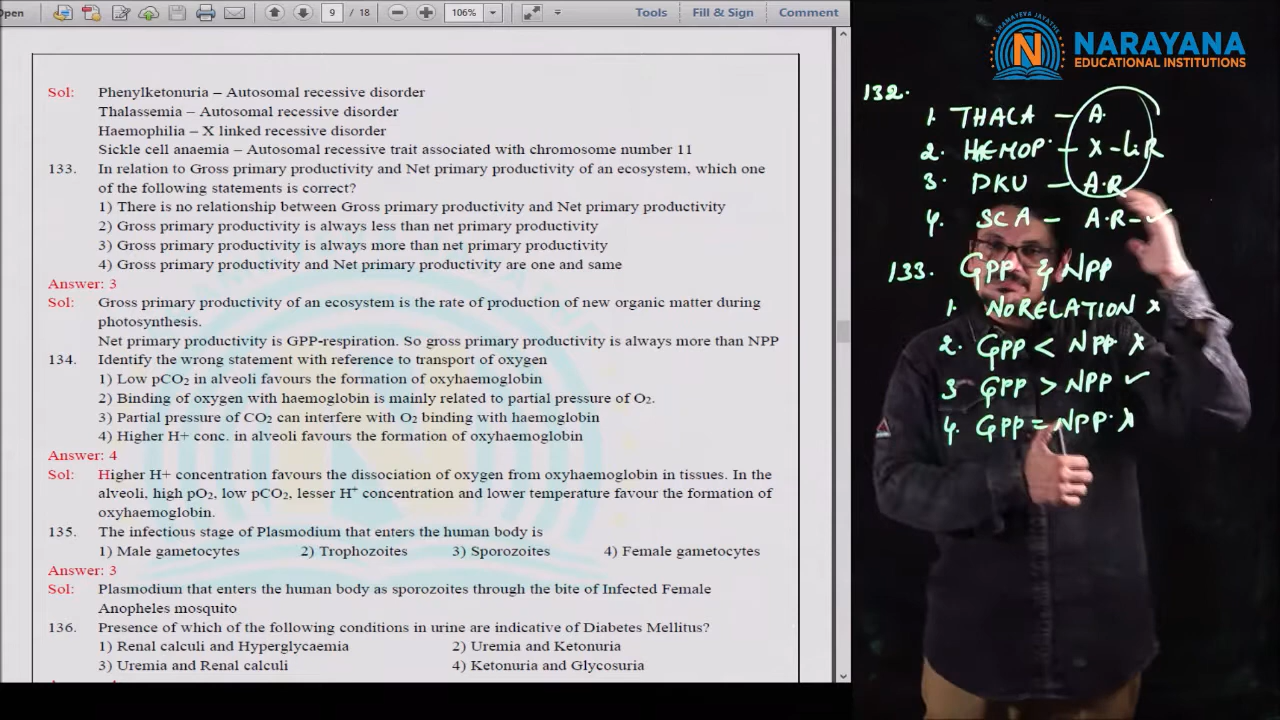 Open
9 / 18
106%
Tools
Fill & Sign
Comment
Sol: Phenylketonuria – Autosomal recessive disorder
Thalassemia – Autosomal recessive disorder
Haemophilia – X linked recessive disorder
Sickle cell anaemia – Autosomal recessive trait associated with chromosome number 11
133. In relation to Gross primary productivity and Net primary productivity of an ecosystem, which one
of the following statements is correct?
1) There is no relationship between Gross primary productivity and Net primary productivity
2) Gross primary productivity is always less than net primary productivity
3) Gross primary productivity is always more than net primary productivity
4) Gross primary productivity and Net primary productivity are one and same
Answer: 3
Sol: Gross primary productivity of an ecosystem is the rate of production of new organic matter during
photosynthesis.
Net primary productivity is GPP-respiration. So gross primary productivity is always more than NPP
134. Identify the wrong statement with reference to transport of oxygen
1) Low pCO₂ in alveoli favours the formation of oxyhaemoglobin
2) Binding of oxygen with haemoglobin is mainly related to partial pressure of O₂.
3) Partial pressure of CO₂ can interfere with O₂ binding with haemoglobin
4) Higher H+ conc. in alveoli favours the formation of oxyhaemoglobin
Answer: 4
Sol: Higher H+ concentration favours the dissociation of oxygen from oxyhaemoglobin in tissues. In the
alveoli, high pO₂, low pCO₂, lesser H⁺ concentration and lower temperature favour the formation of
oxyhaemoglobin.
135. The infectious stage of Plasmodium that enters the human body is
1) Male gametocytes 2) Trophozoites 3) Sporozoites 4) Female gametocytes
Answer: 3
Sol: Plasmodium that enters the human body as sporozoites through the bite of Infected Female
Anopheles mosquito
136. Presence of which of the following conditions in urine are indicative of Diabetes Mellitus?
1) Renal calculi and Hyperglycaemia 2) Uremia and Ketonuria
3) Uremia and Renal calculi 4) Ketonuria and Glycosuria
NARAYANA
EDUCATIONAL INSTITUTIONS
132.
1. THACA – A.
2. HEMOP – X-LiR
3. DKU – A.R
4. SCA – A.R – ✓
133. GPP & NPP
1. NO RELATION x
2. GPP < NPP x
3 GPP > NPP ✓
4. GPP = NPP x